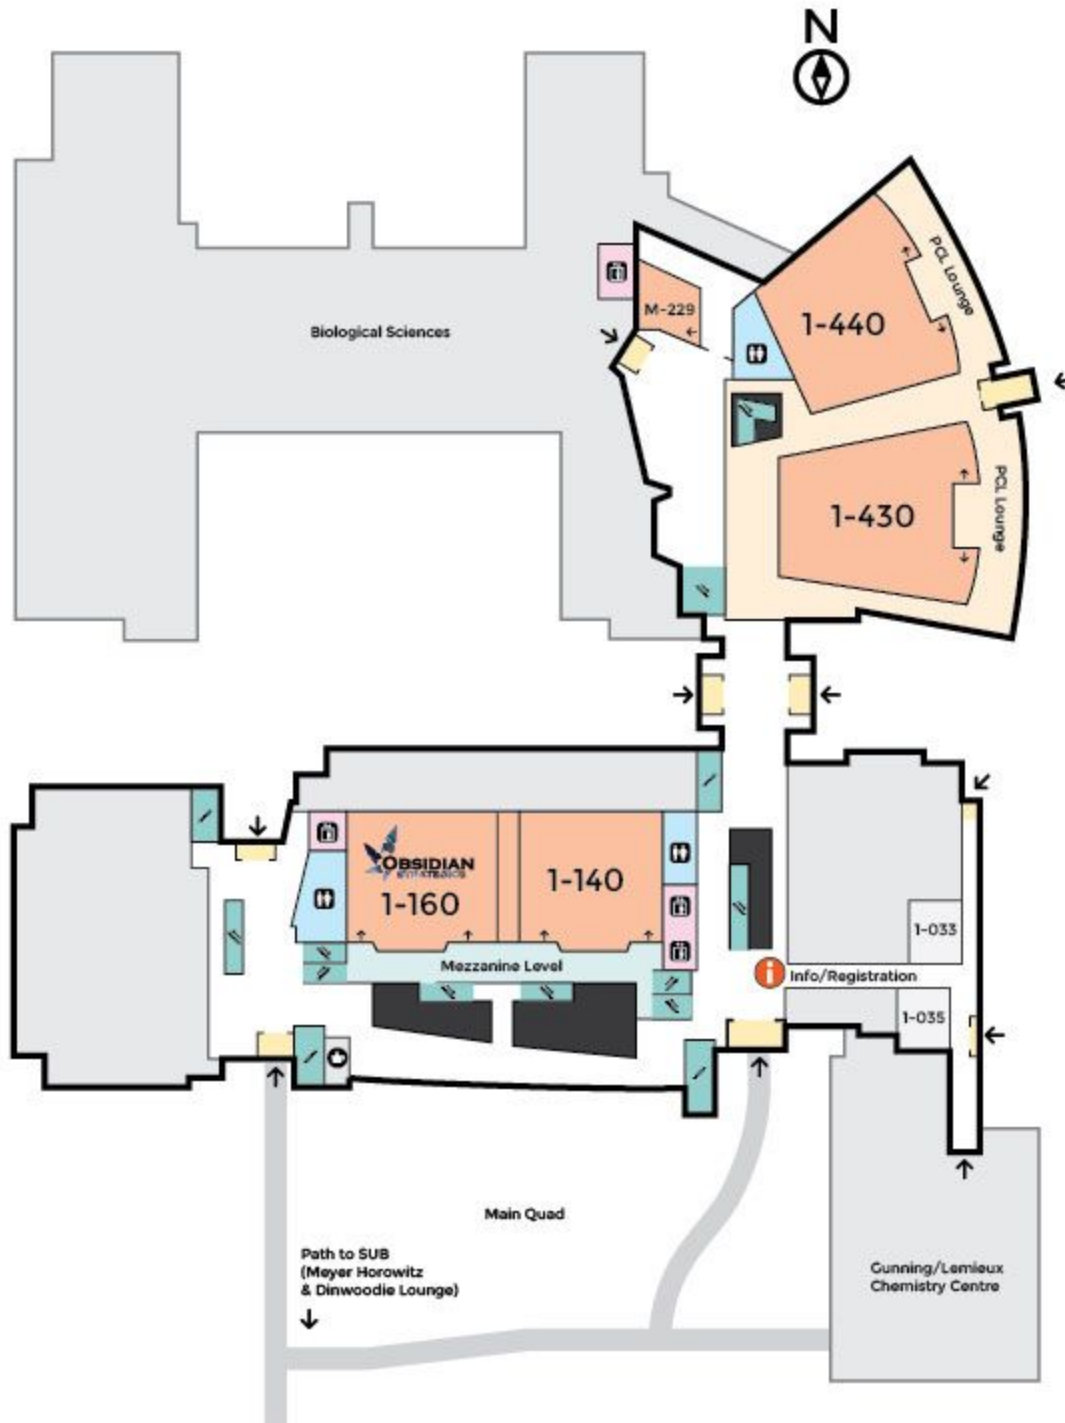 N
PCL Lounge
1-440
M-229
Biological Sciences
1-430
PCL Lounge
OBSIDIAN
1-160
1-140
Mezzanine Level
1-033
i Info/Registration
1-035
Main Quad
Path to SUB
(Meyer Horowitz
& Dinwoodie Lounge)
Gunning/Lemieux
Chemistry Centre